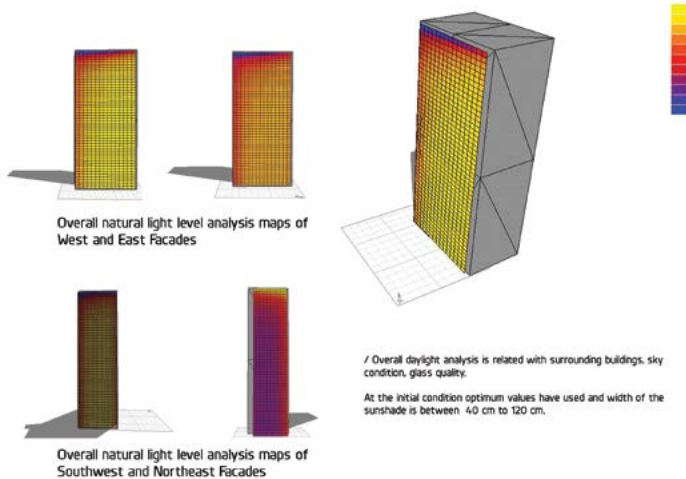 Overall natural light level analysis maps of
West and East Facades
Overall natural light level analysis maps of
Southwest and Northeast Facades
/ Overall daylight analysis is related with surrounding buildings, sky
condition, glass quality.
At the initial condition optimum values have used and width of the
sunshade is between 40 cm to 120 cm.